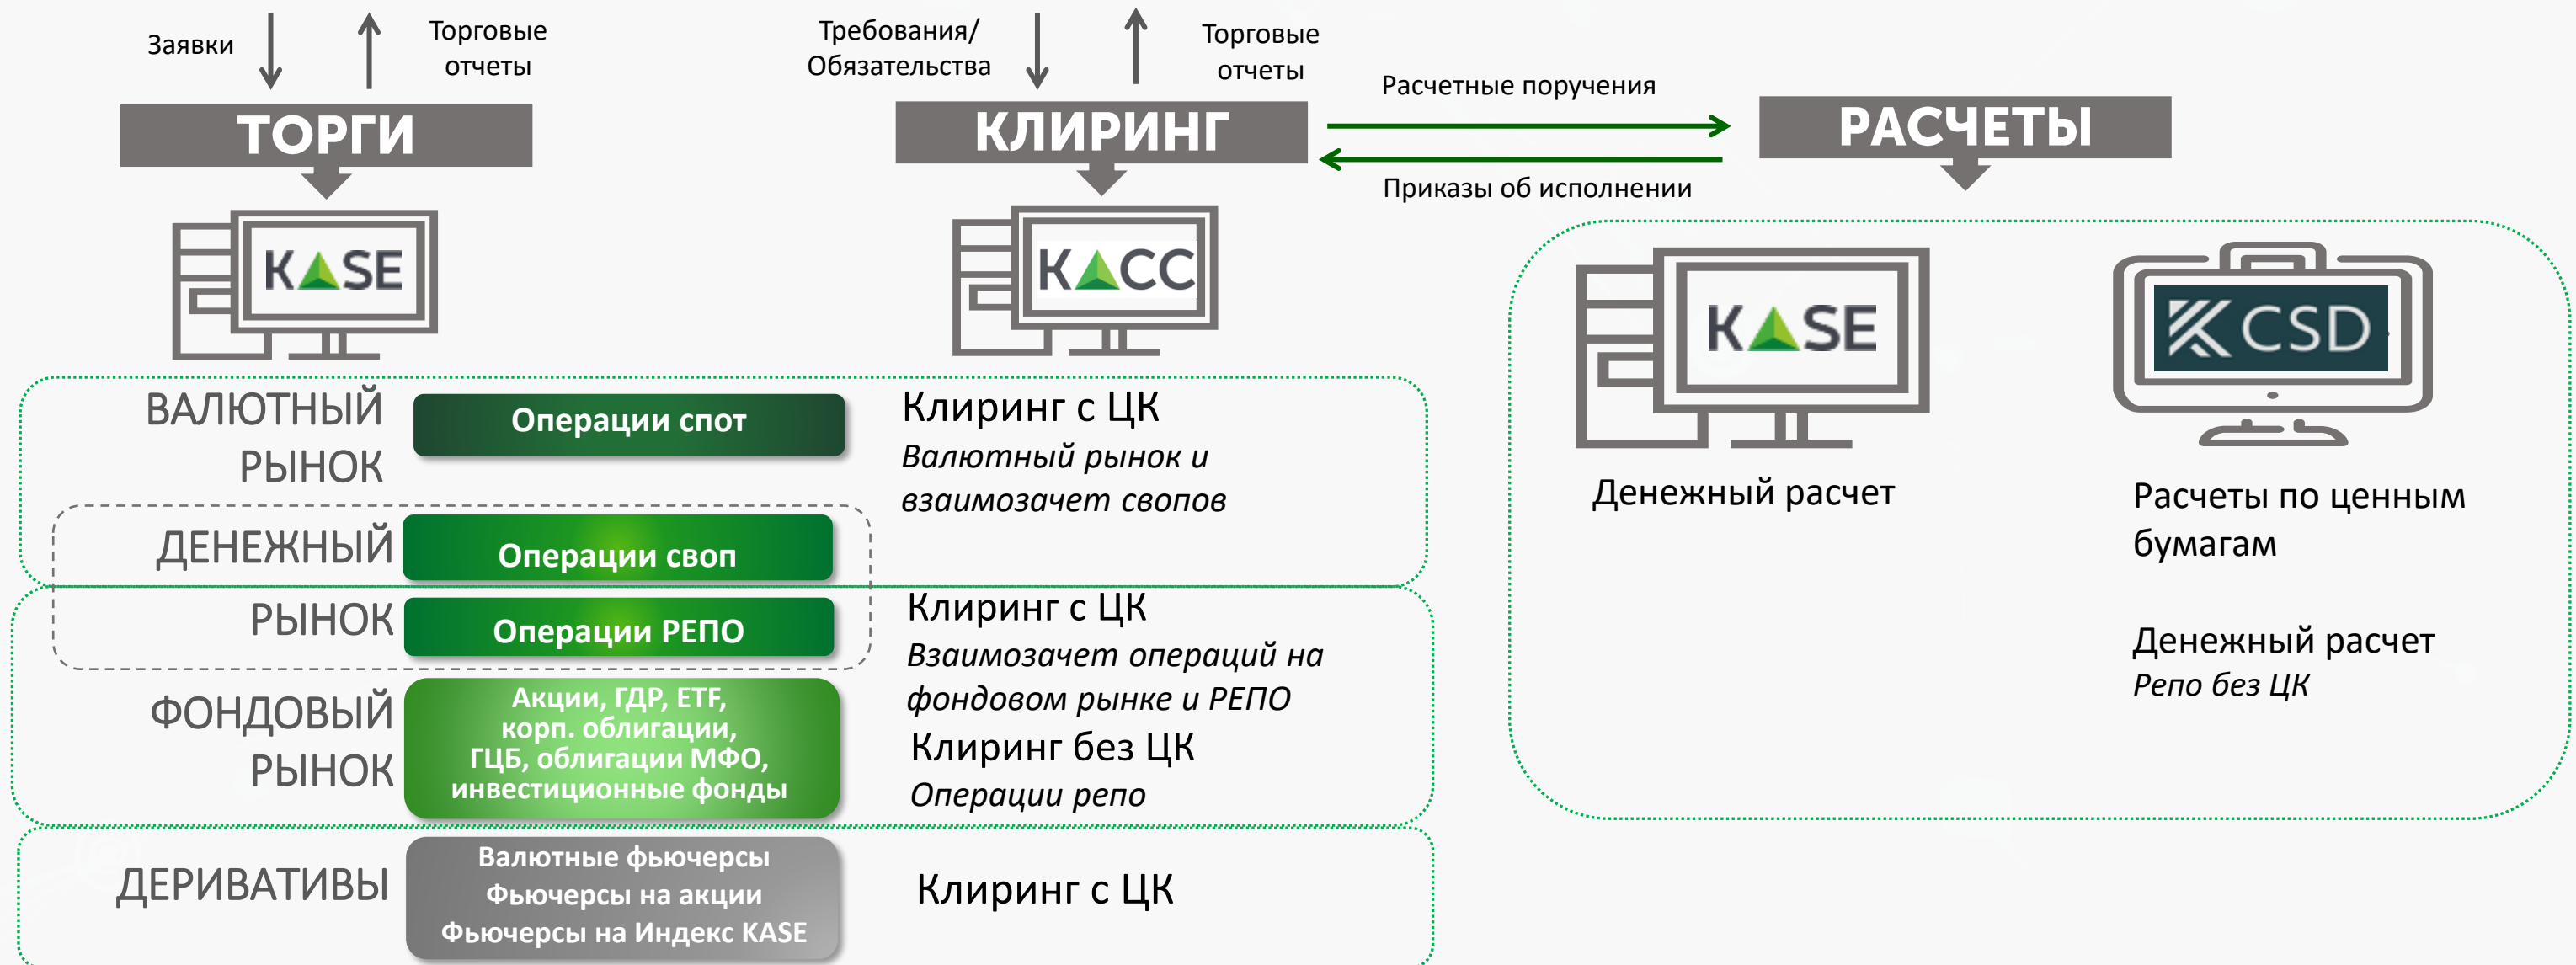 Заявки
Торговые
отчеты
Требования/
Обязательства
Торговые
отчеты
Расчетные поручения
Приказы об исполнении
ТОРГИ
КЛИРИНГ
РАСЧЕТЫ
KASE
KACC
KASE
CSD
ВАЛЮТНЫЙ
РЫНОК
Операции спот
Клиринг с ЦК
Валютный рынок и
взаимозачет свопов
ДЕНЕЖНЫЙ
РЫНОК
Операции своп
Операции РЕПО
Клиринг с ЦК
Взаимозачет операций на
фондовом рынке и РЕПО
ФОНДОВЫЙ
РЫНОК
Акции, ГДР, ETF,
корп. облигации,
ГЦБ, облигации МФО,
инвестиционные фонды
Клиринг без ЦК
Операции репо
ДЕРИВАТИВЫ
Валютные фьючерсы
Фьючерсы на акции
Фьючерсы на Индекс KASE
Клиринг с ЦК
Денежный расчет
Расчеты по ценным
бумагам
Денежный расчет
Репо без ЦК